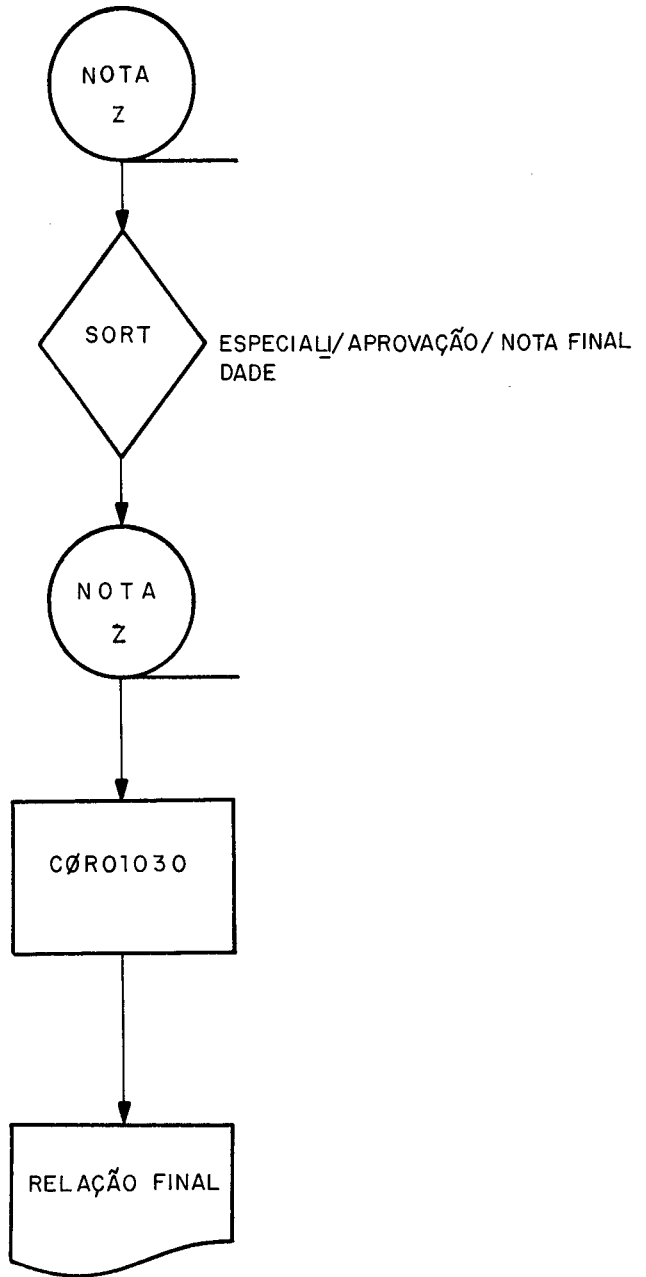 NOTA
Z
SORT
ESPECIALI/APROVAÇÃO/ NOTA FINAL
DADE
NOTA
Z
CØRO1030
RELAÇÃO FINAL